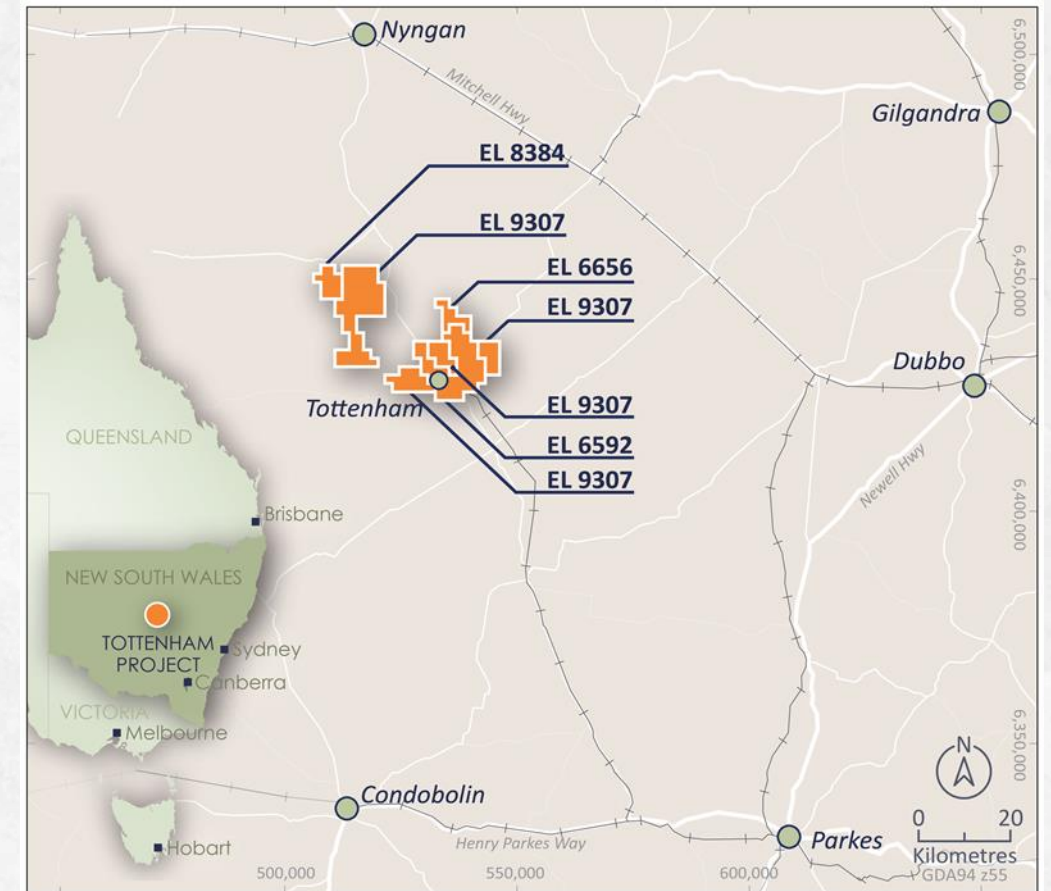 Nyngan
Mitchell Hwy
6,500,000
Gilgandra
EL 8384
EL 9307
EL 6656
6,450,000
EL 9307
Dubbo
Tottenham
EL 9307
EL 6592
EL 9307
Newell Hwy
6,400,000
QUEENSLAND
Brisbane
NEW SOUTH WALES
TOTTENHAM
PROJECT
Sydney
Canberra
VICTORIA
Melbourne
Hobart
6,350,000
Condobolin
Henry Parkes Way
Parkes
N
0 20
Kilometres
GDA94 z55
500,000 550,000 600,000